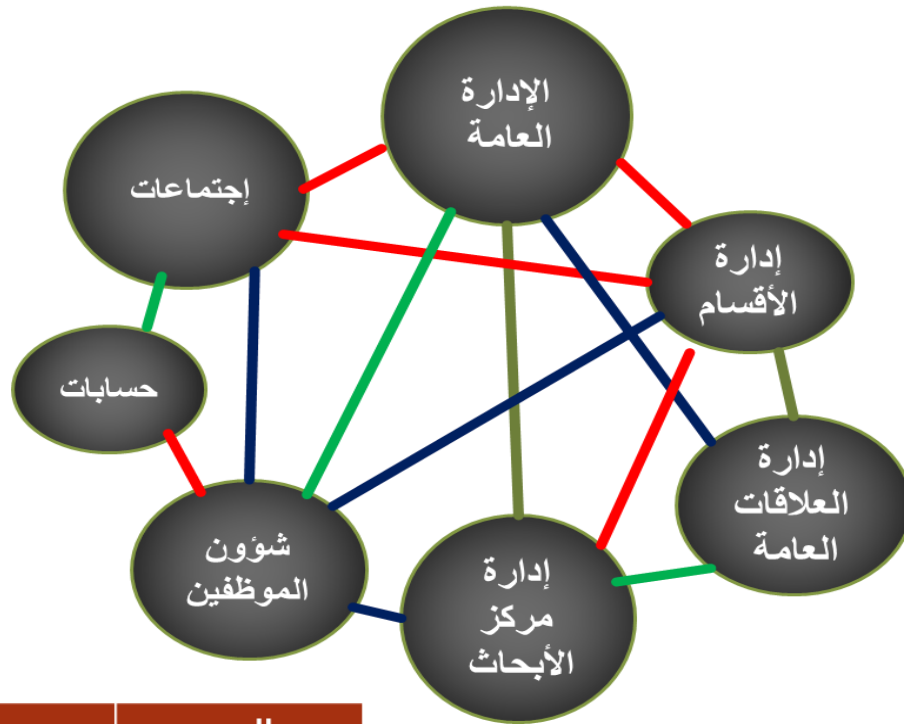 الإدارة
العامة
إجتماعات
إدارة
الأقسام
حسابات
إدارة
العلاقات
العامة
شؤون
الموظفين
إدارة
مركز
الأبحاث